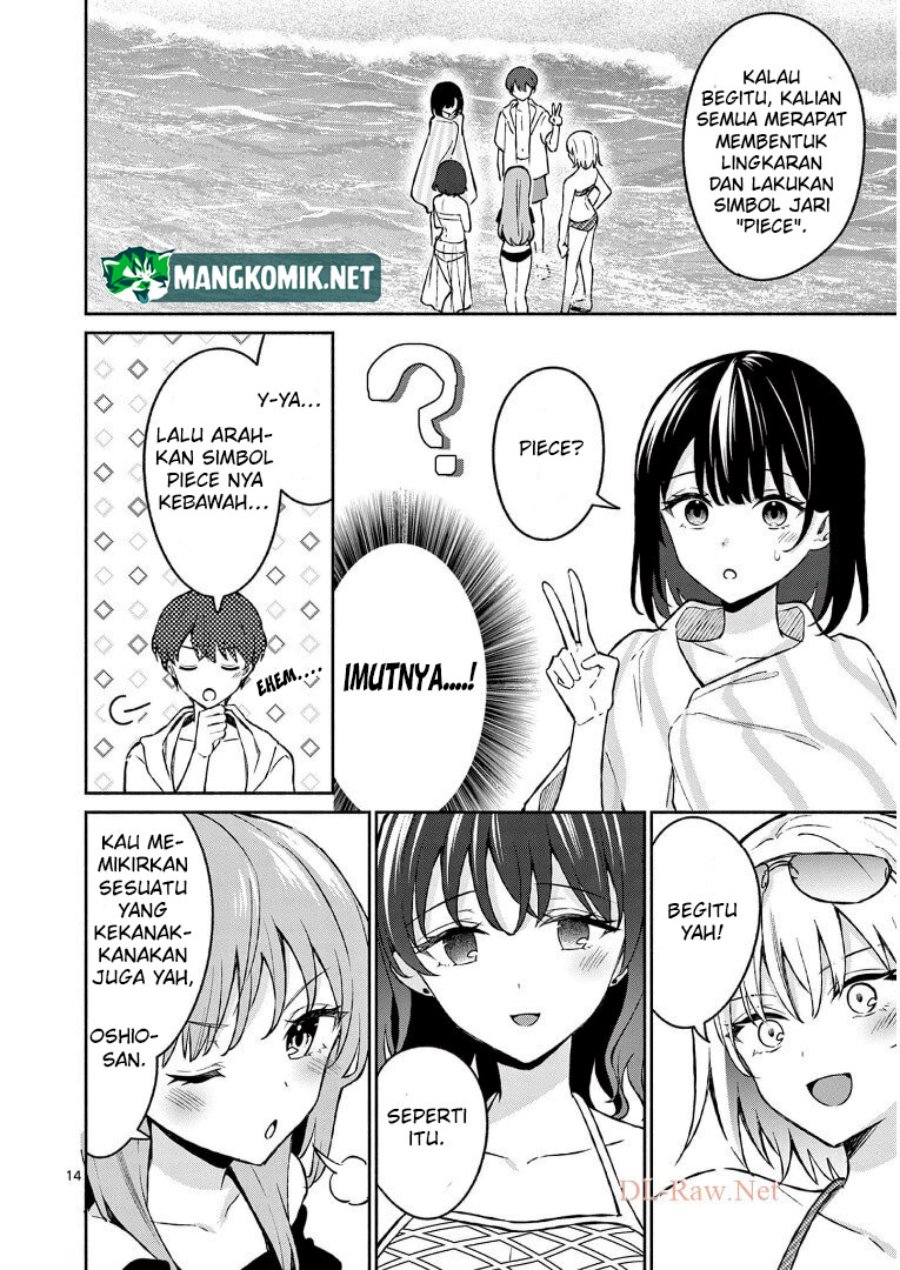 KALAU
BEGITU, KALIAN
SEMUA MERAPAT
MEMBENTUK
LINGKARAN
DAN LAKUKAN
SIMBOL JARI
"PIECE".
MANGKOMIK.NET
?
PIECE?
Y-YA...
LALU ARAH-
KAN SIMBOL
PIECE NYA
KEBAWAH...
EHEM....
IMUTNYA.....!
BEGITU
YAH!
SEPERTI
ITU.
KAU ME-
MIKIRKAN
SESUATU
YANG
KEKANAK-
KANAKAN
JUGA YAH,
OSHIO-
SAN.
14
DL-Raw.Net